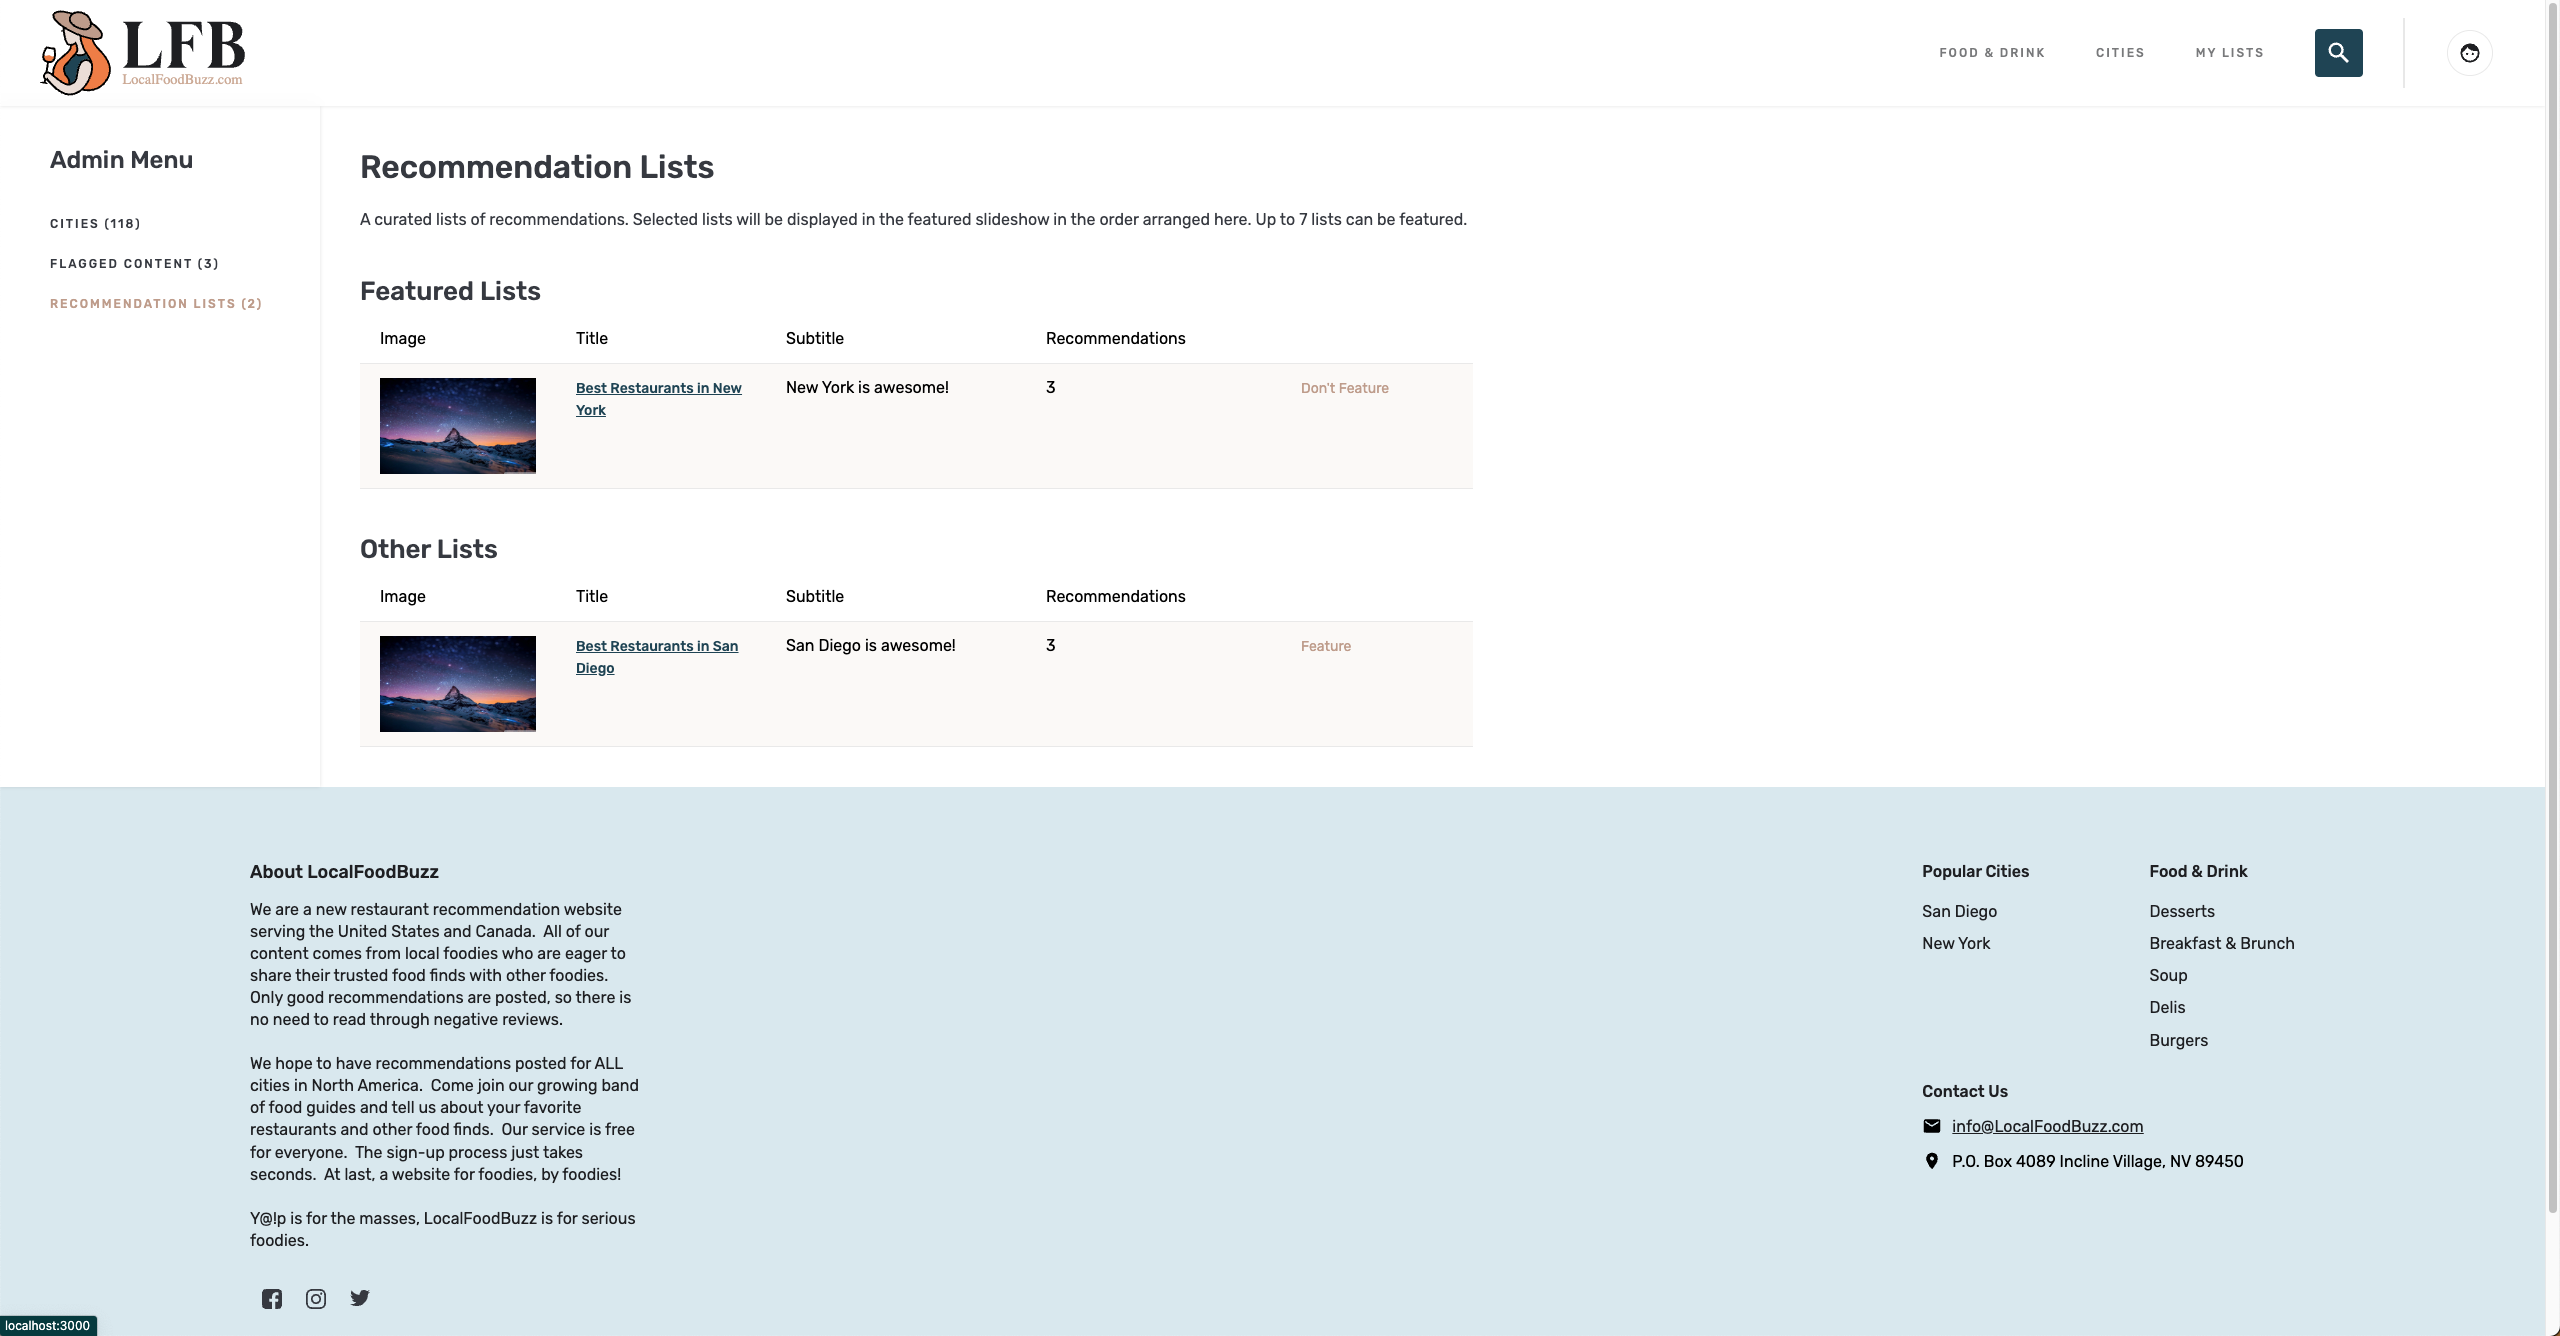 LFB
LocalFoodBuzz.com
FOOD & DRINK
CITIES
MY LISTS
Admin Menu
CITIES (118)
FLAGGED CONTENT (3)
RECOMMENDATION LISTS (2)
Recommendation Lists
A curated lists of recommendations. Selected lists will be displayed in the featured slideshow in the order arranged here. Up to 7 lists can be featured.
Featured Lists
Image Title Subtitle Recommendations
Best Restaurants in New
York
New York is awesome!
3
Don't Feature
Other Lists
Image Title Subtitle Recommendations
Best Restaurants in San
Diego
San Diego is awesome!
3
Feature
About LocalFoodBuzz
We are a new restaurant recommendation website
serving the United States and Canada.  All of our
content comes from local foodies who are eager to
share their trusted food finds with other foodies.
Only good recommendations are posted, so there is
no need to read through negative reviews.
We hope to have recommendations posted for ALL
cities in North America.  Come join our growing band
of food guides and tell us about your favorite
restaurants and other food finds.  Our service is free
for everyone.  The sign-up process just takes
seconds.  At last, a website for foodies, by foodies!
Y@!p is for the masses, LocalFoodBuzz is for serious
foodies.
Popular Cities
San Diego
New York
Food & Drink
Desserts
Breakfast & Brunch
Soup
Delis
Burgers
Contact Us
info@LocalFoodBuzz.com
P.O. Box 4089 Incline Village, NV 89450
localhost:3000